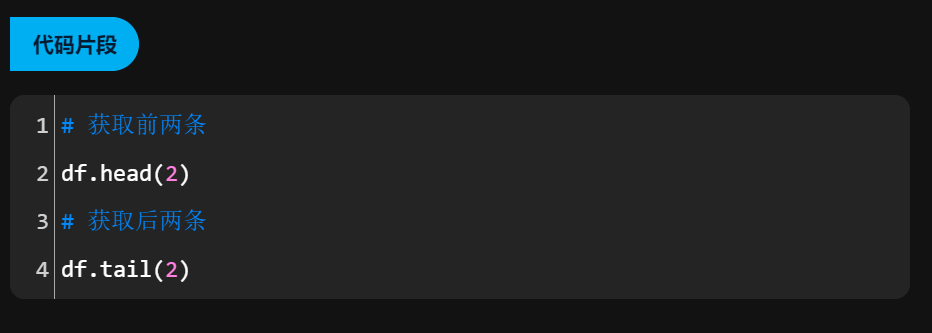 代码片段
1 # 获取前两条
2 df.head(2)
3 # 获取后两条
4 df.tail(2)